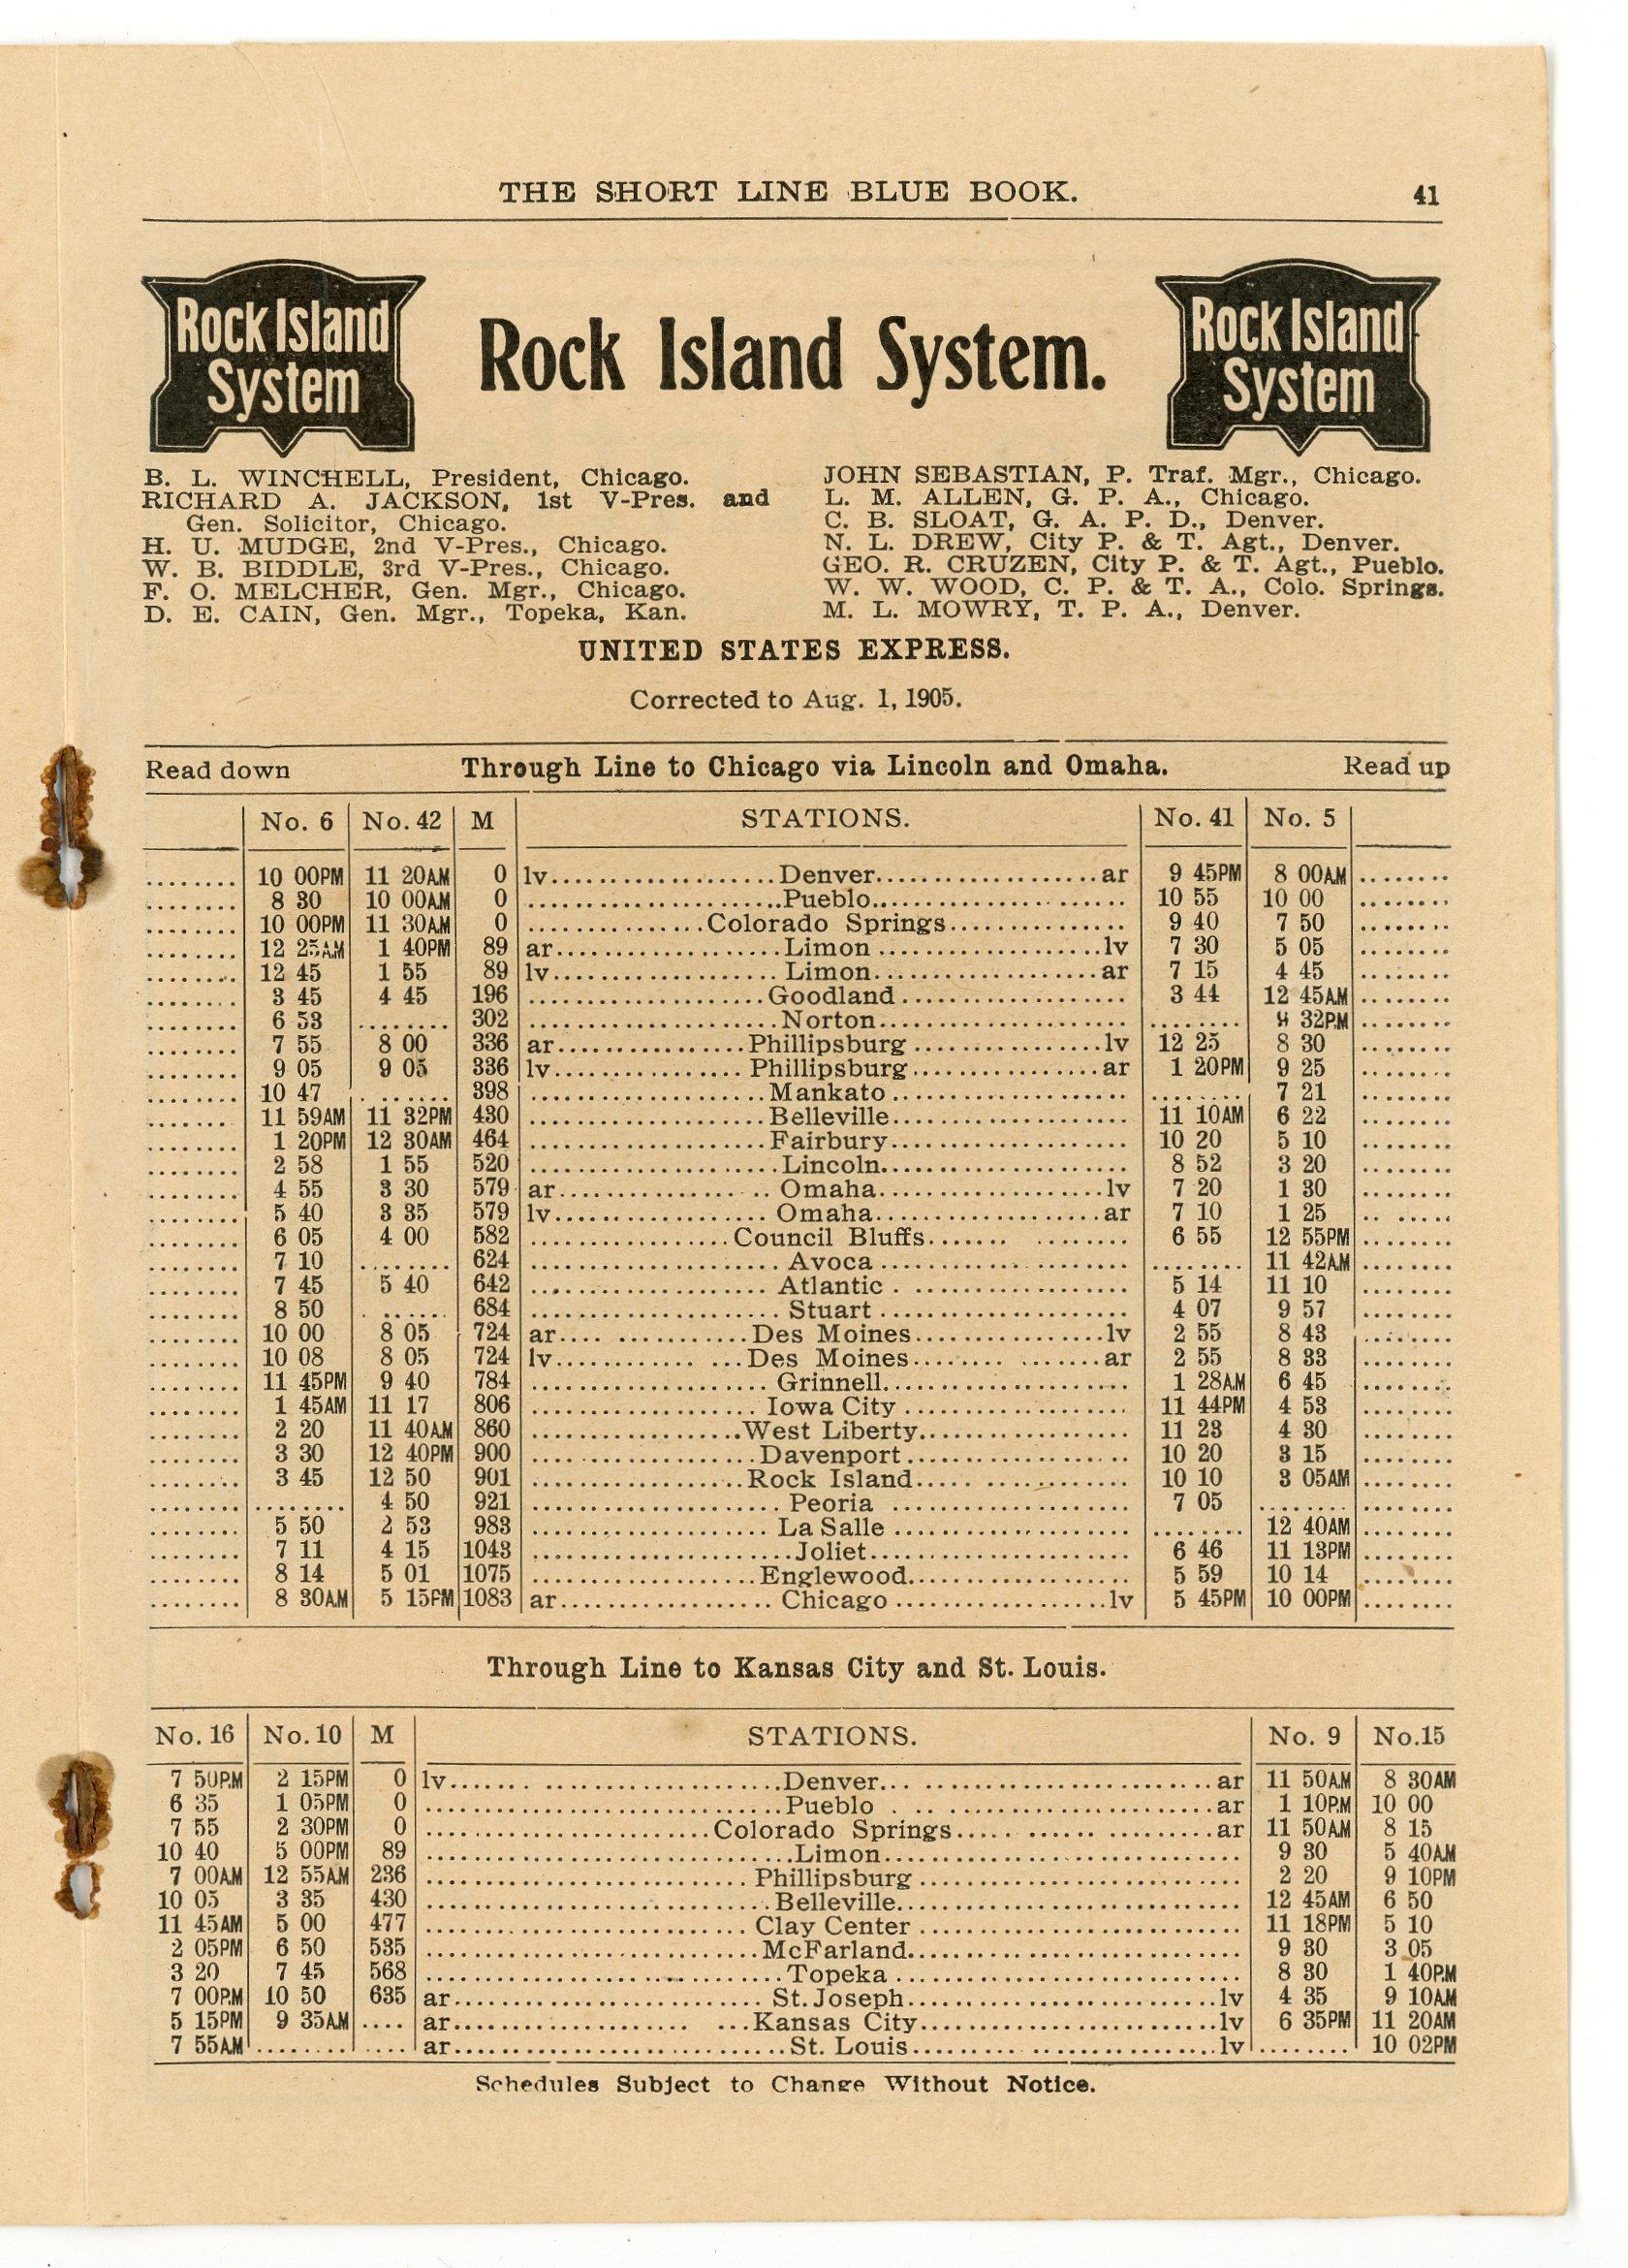 THE SHORT LINE BLUE BOOK. 41
Rock Island System
Rock Island System.
Rock Island System
B. L. WINCHELL, President, Chicago.
RICHARD A. JACKSON, 1st V-Pres. and
Gen. Solicitor, Chicago.
H. U. MUDGE, 2nd V-Pres., Chicago.
W. B. BIDDLE, 3rd V-Pres., Chicago.
F. O. MELCHER, Gen. Mgr., Chicago.
D. E. CAIN, Gen. Mgr., Topeka, Kan.
JOHN SEBASTIAN, P. Traf. Mgr., Chicago.
L. M. ALLEN, G. P. A., Chicago.
C. B. SLOAT, G. A. P. D., Denver.
N. L. DREW, City P. & T. Agt., Denver.
GEO. R. CRUZEN, City P. & T. Agt., Pueblo.
W. W. WOOD, C. P. & T. A., Colo. Springs.
M. L. MOWRY, T. P. A., Denver.
UNITED STATES EXPRESS.
Corrected to Aug. 1, 1905.
Read down Through Line to Chicago via Lincoln and Omaha. Read up
No. 6 No. 42 M STATIONS. No. 41 No. 5
10 00PM 11 20AM 0 lv Denver ar 9 45PM 8 00AM
8 30 10 00AM 0 Pueblo 10 55 10 00
10 00PM 11 30AM 0 Colorado Springs 9 40 7 50
12 25AM 1 40PM 89 ar Limon lv 7 30 5 05
12 45 1 55 89 lv Limon ar 7 15 4 45
3 45 4 45 196 Goodland 3 44 12 45AM
6 53 302 Norton 32PM
7 55 8 00 336 ar Phillipsburg lv 12 25 8 30
9 05 9 05 336 lv Phillipsburg ar 1 20PM 9 25
10 47 398 Mankato 7 21
11 59AM 11 32PM 430 Belleville 11 10AM 6 22
1 20PM 12 30AM 464 Fairbury 10 20 5 10
2 58 1 55 520 Lincoln 8 52 3 20
4 55 3 30 579 ar Omaha lv 7 20 1 30
5 40 3 35 579 lv Omaha ar 7 10 1 25
6 05 4 00 582 Council Bluffs 6 55 12 55PM
7 10 624 Avoca 11 42AM
7 45 5 40 642 Atlantic 5 14 11 10
8 50 684 Stuart 4 07 9 57
10 00 8 05 724 ar Des Moines lv 2 55 8 43
10 08 8 05 724 lv Des Moines ar 2 55 8 33
11 45PM 9 40 784 Grinnell 1 28AM 6 45
1 45AM 11 17 806 Iowa City 11 44PM 4 53
2 20 11 40AM 860 West Liberty 11 23 4 30
3 30 12 40PM 900 Davenport 10 20 3 15
3 45 12 50 901 Rock Island 10 10 3 05AM
4 50 921 Peoria 7 05
5 50 2 53 983 La Salle 12 40AM
7 11 4 15 1043 Joliet 6 46 11 13PM
8 14 5 01 1075 Englewood 5 59 10 14
8 30AM 5 15PM 1083 ar Chicago lv 5 45PM 10 00PM
Through Line to Kansas City and St. Louis.
No. 16 No. 10 M STATIONS. No. 9 No.15
7 50PM 2 15PM 0 lv Denver ar 11 50AM 8 30AM
6 35 1 05PM 0 Pueblo ar 1 10PM 10 00
7 55 2 30PM 0 Colorado Springs ar 11 50AM 8 15
10 40 5 00PM 89 Limon 9 30 5 40AM
7 00AM 12 55AM 236 Phillipsburg 2 20 9 10PM
10 05 3 35 430 Belleville 12 45AM 6 50
11 45AM 5 00 477 Clay Center 11 18PM 5 10
2 05PM 6 50 535 McFarland 9 30 3 05
3 20 7 45 568 Topeka 8 30 1 40PM
7 00PM 10 50 635 ar St. Joseph lv 4 35 9 10AM
5 15PM 9 35AM ar Kansas City lv 6 35PM 11 20AM
7 55AM ar St. Louis lv 10 02PM
Schedules Subject to Change Without Notice.